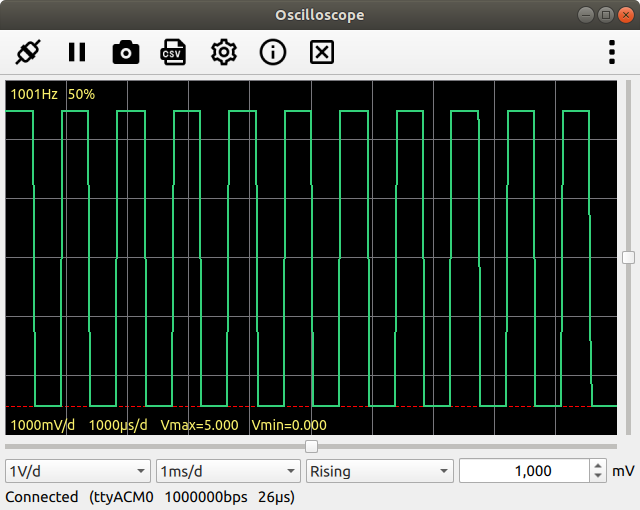 Oscilloscope
CSV
1001Hz 50%
1000mV/d 1000µs/d Vmax=5.000 Vmin=0.000
1V/d 1ms/d Rising 1,000 mV
Connected (ttyACM0 1000000bps 26µs)